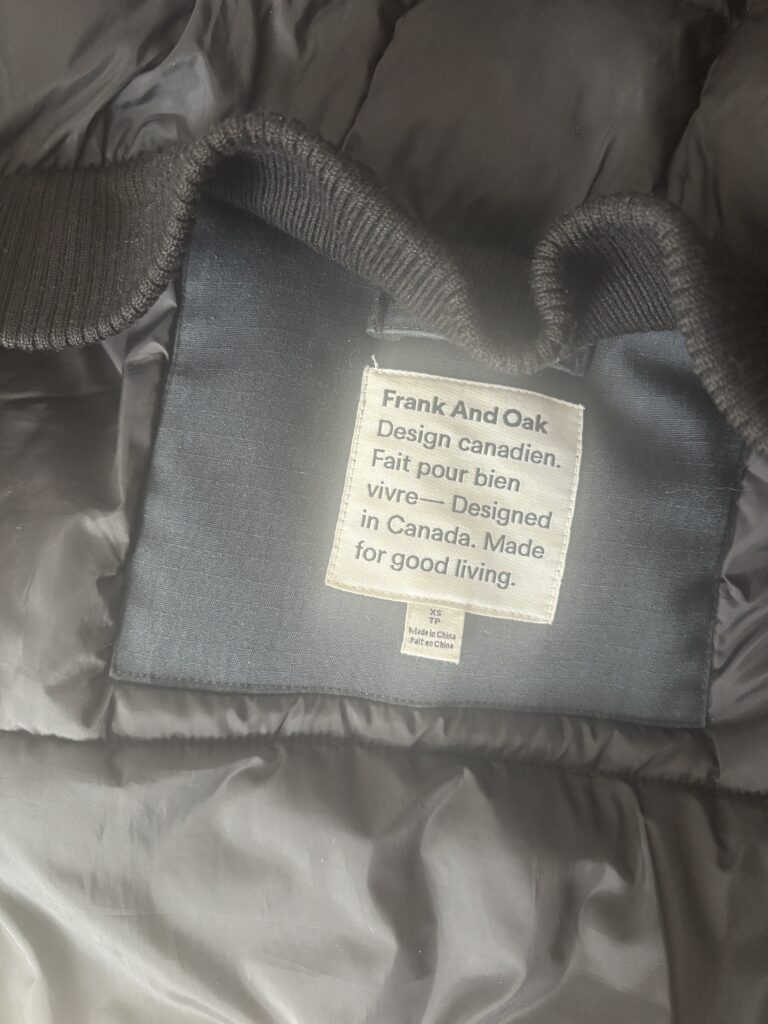 Frank And Oak
Design canadien.
Fait pour bien
vivre— Designed
in Canada. Made
for good living.
XS
TP
Made in China
Fait en Chine